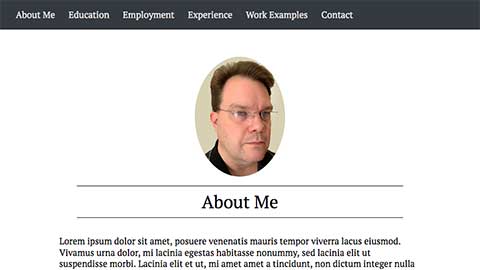 About Me Education Employment Experience Work Examples Contact
About Me
Lorem ipsum dolor sit amet, posuere venenatis mauris tempor viverra lacus eiusmod.
Vivamus urna dolor, mi lacinia egestas habitasse nonummy, sed lacinia elit ut
suspendisse morbi. Lacinia elit et ut, mi amet amet a tincidunt, non dictum integer nulla